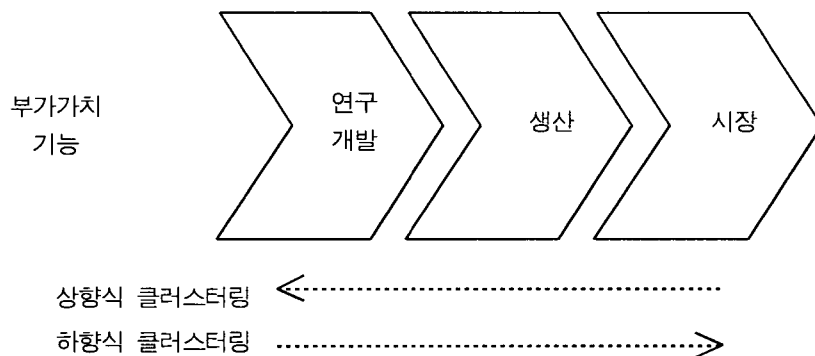 부가가치
기능
연구
개발
생산
시장
상향식 클러스터링
하향식 클러스터링